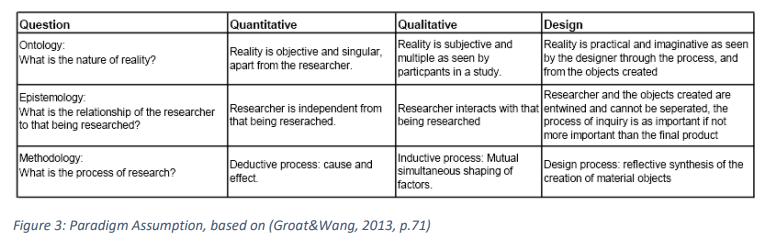 Question Quantitative Qualitative Design
Ontology:
What is the nature of reality?
Reality is objective and singular,
apart from the researcher.
Reality is subjective and
multiple as seen by
particpants in a study.
Reality is practical and imaginative as seen
by the designer through the process, and
from the objects created
Epistemology:
What is the relationship of the researcher
to that being researched?
Researcher is independent from
that being reserached.
Researcher interacts with that
being researched
Researcher and the objects created are
entwined and cannot be seperated, the
process of inquiry is as important if not
more important than the final product
Methodology:
What is the process of research?
Deductive process: cause and
effect.
Inductive process: Mutual
simultaneous shaping of
factors.
Design process: reflective synthesis of the
creation of material objects
Figure 3: Paradigm Assumption, based on (Groat&Wang, 2013, p.71)